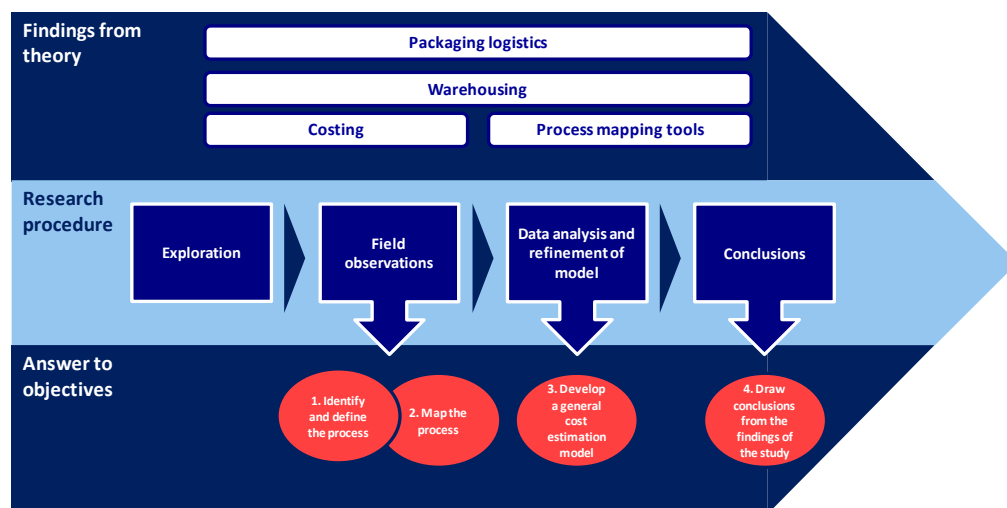 Findings from
theory
Packaging logistics
Warehousing
Costing
Process mapping tools
Research
procedure
Exploration
Field
observations
Data analysis and
refinement of
model
Conclusions
Answer to
objectives
1. Identify
and define
the process
2. Map the
process
3. Develop
a general
cost
estimation
model
4. Draw
conclusions
from the
findings of
the study